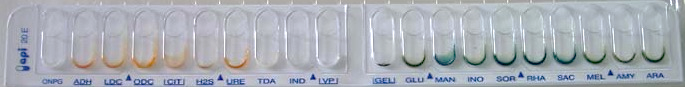 api 20 E
ONPG ADH LDC ODC |CIT| H2S URE TDA IND |VP| |GEL| GLU MAN INO SOR RHA SAC MEL AMY ARA